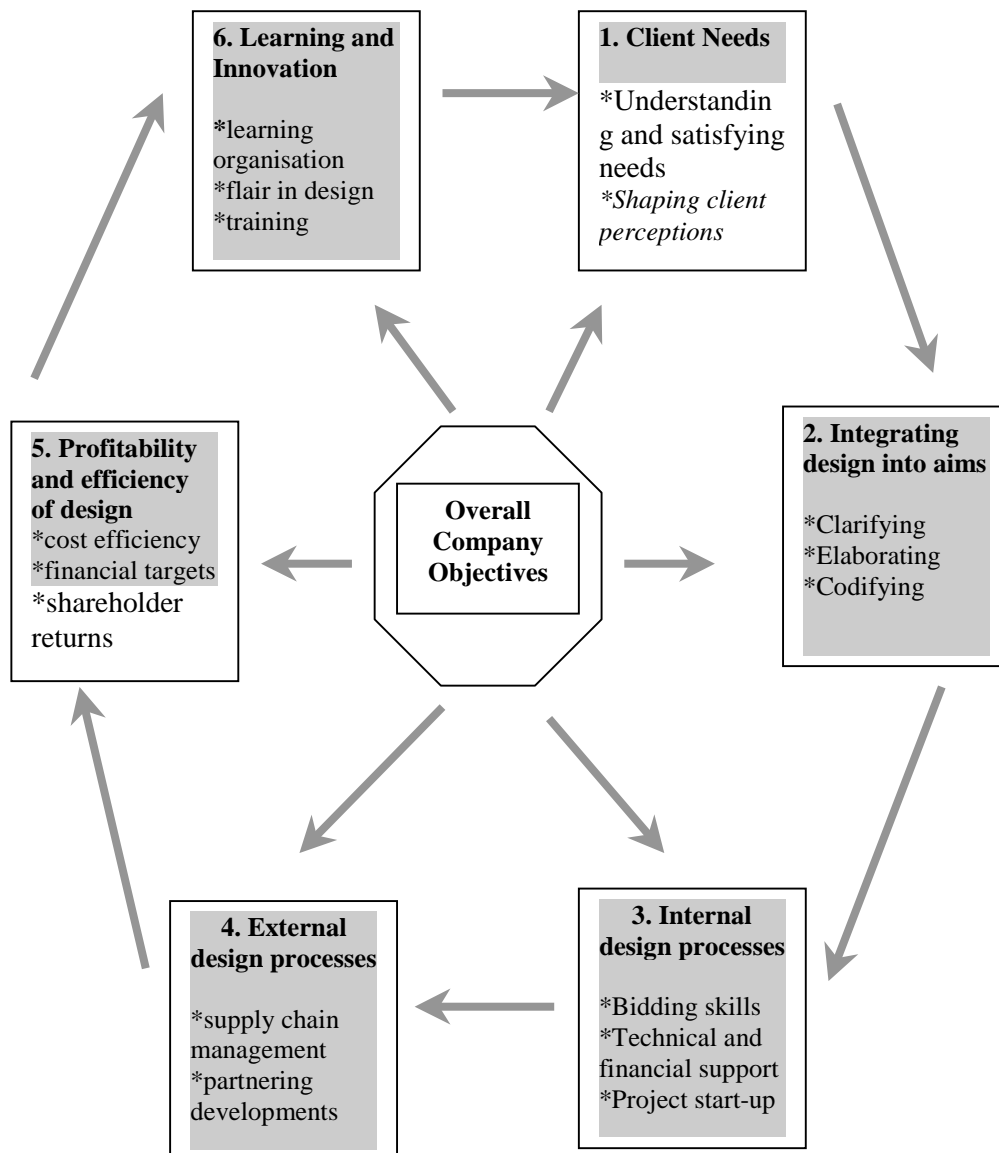 6. Learning and
Innovation
*learning
organisation
*flair in design
*training
1. Client Needs
*Understandin
g and satisfying
needs
*Shaping client
perceptions
2. Integrating
design into aims
*Clarifying
*Elaborating
*Codifying
3. Internal
design processes
*Bidding skills
*Technical and
financial support
*Project start-up
4. External
design processes
*supply chain
management
*partnering
developments
5. Profitability
and efficiency
of design
*cost efficiency
*financial targets
*shareholder
returns
Overall
Company
Objectives